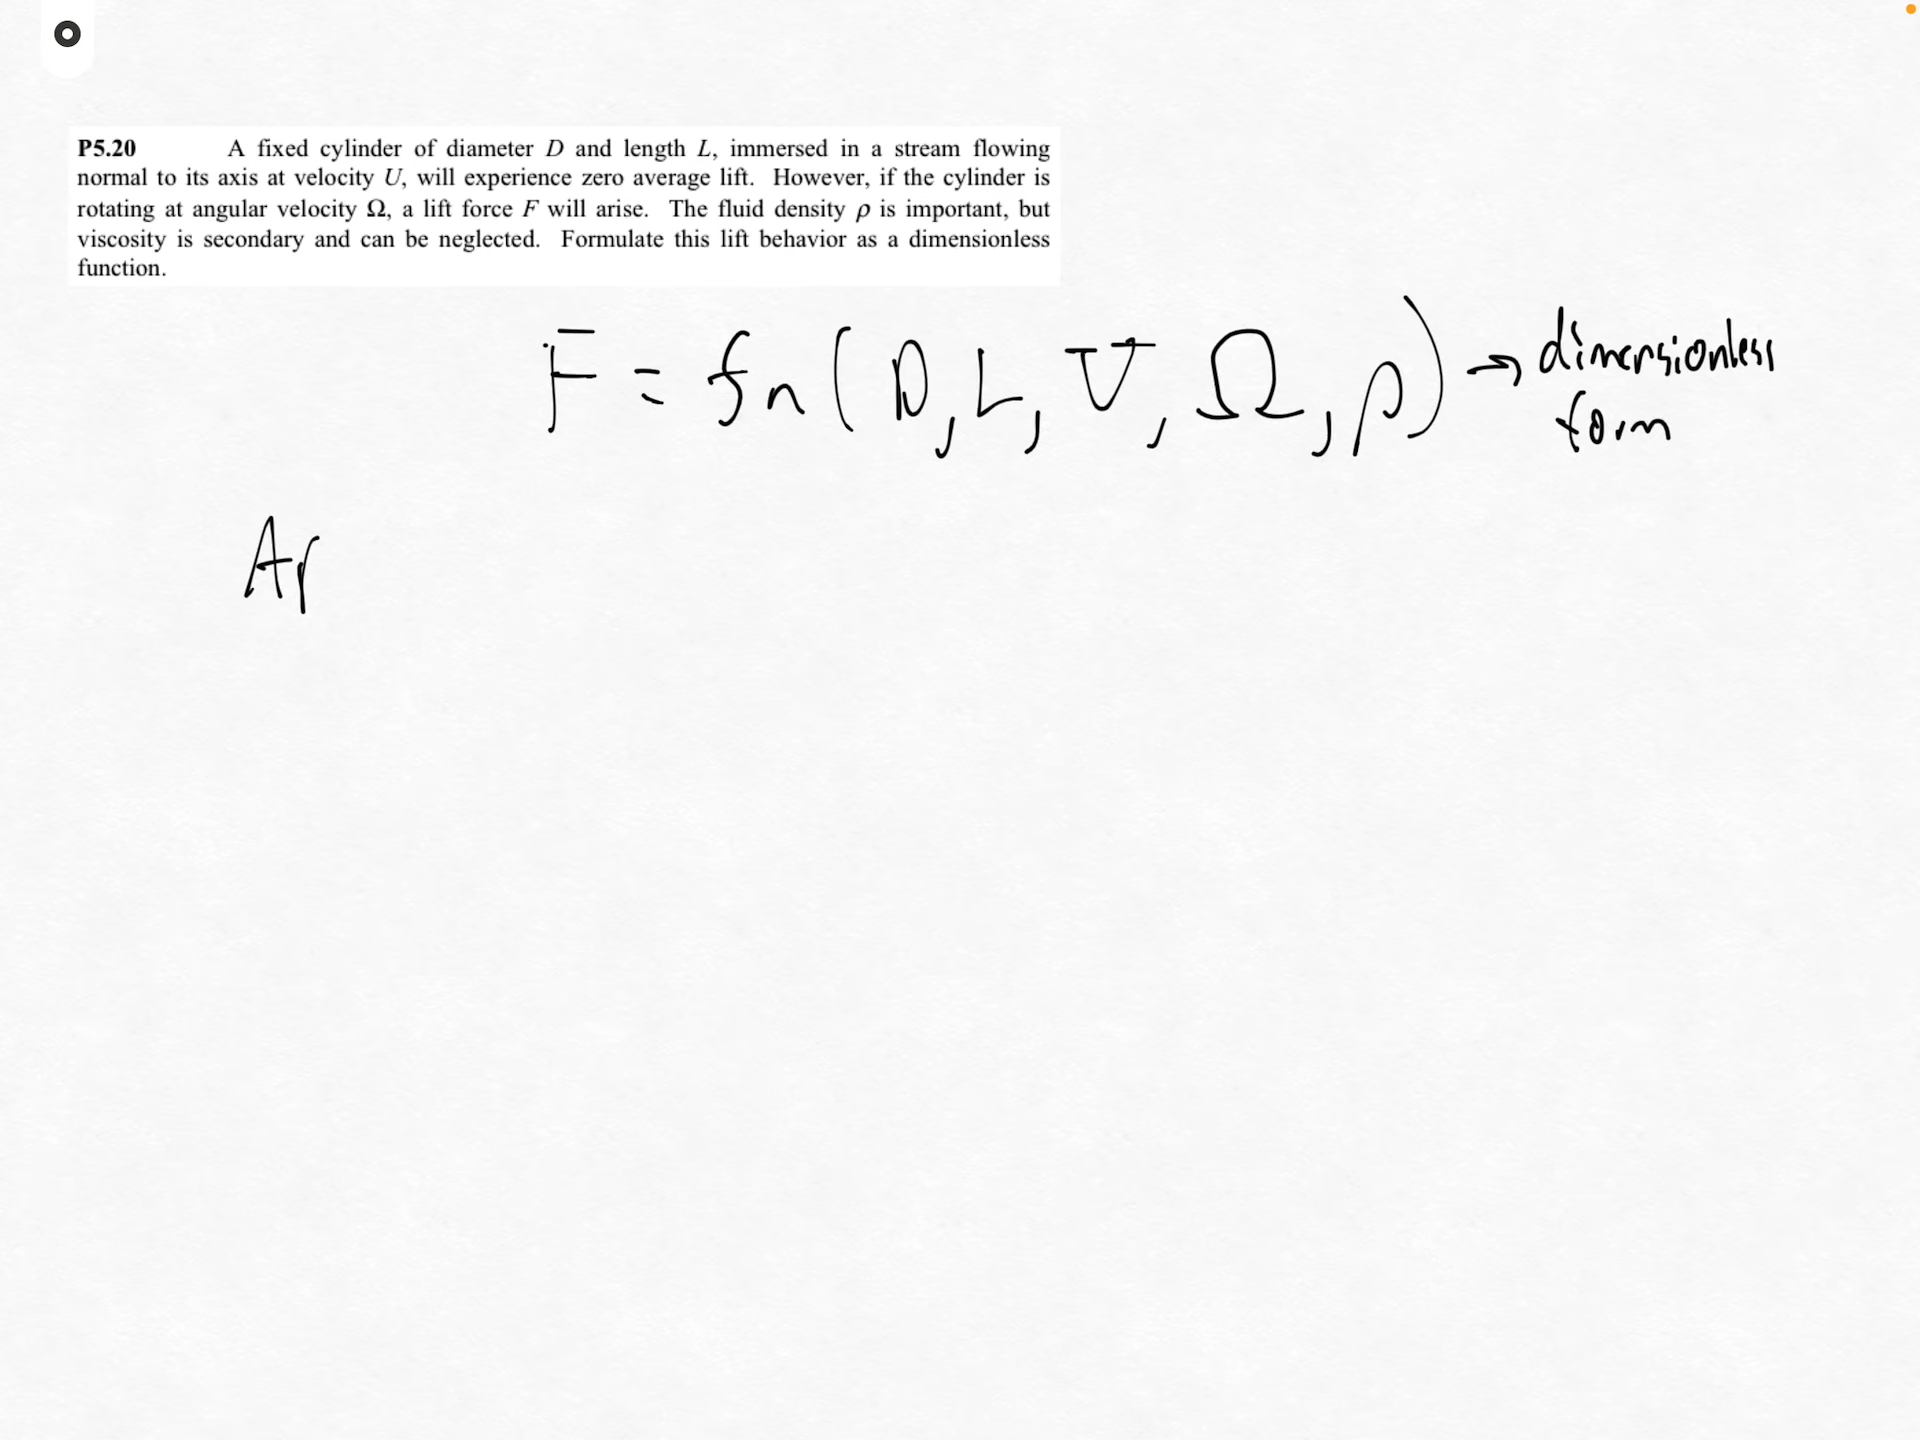 P5.20 A fixed cylinder of diameter D and length L, immersed in a stream flowing
normal to its axis at velocity U, will experience zero average lift. However, if the cylinder is
rotating at angular velocity Ω, a lift force F will arise. The fluid density ρ is important, but
viscosity is secondary and can be neglected. Formulate this lift behavior as a dimensionless
function.
F = fn(D, L, U, Ω, ρ) → dimensionless
form